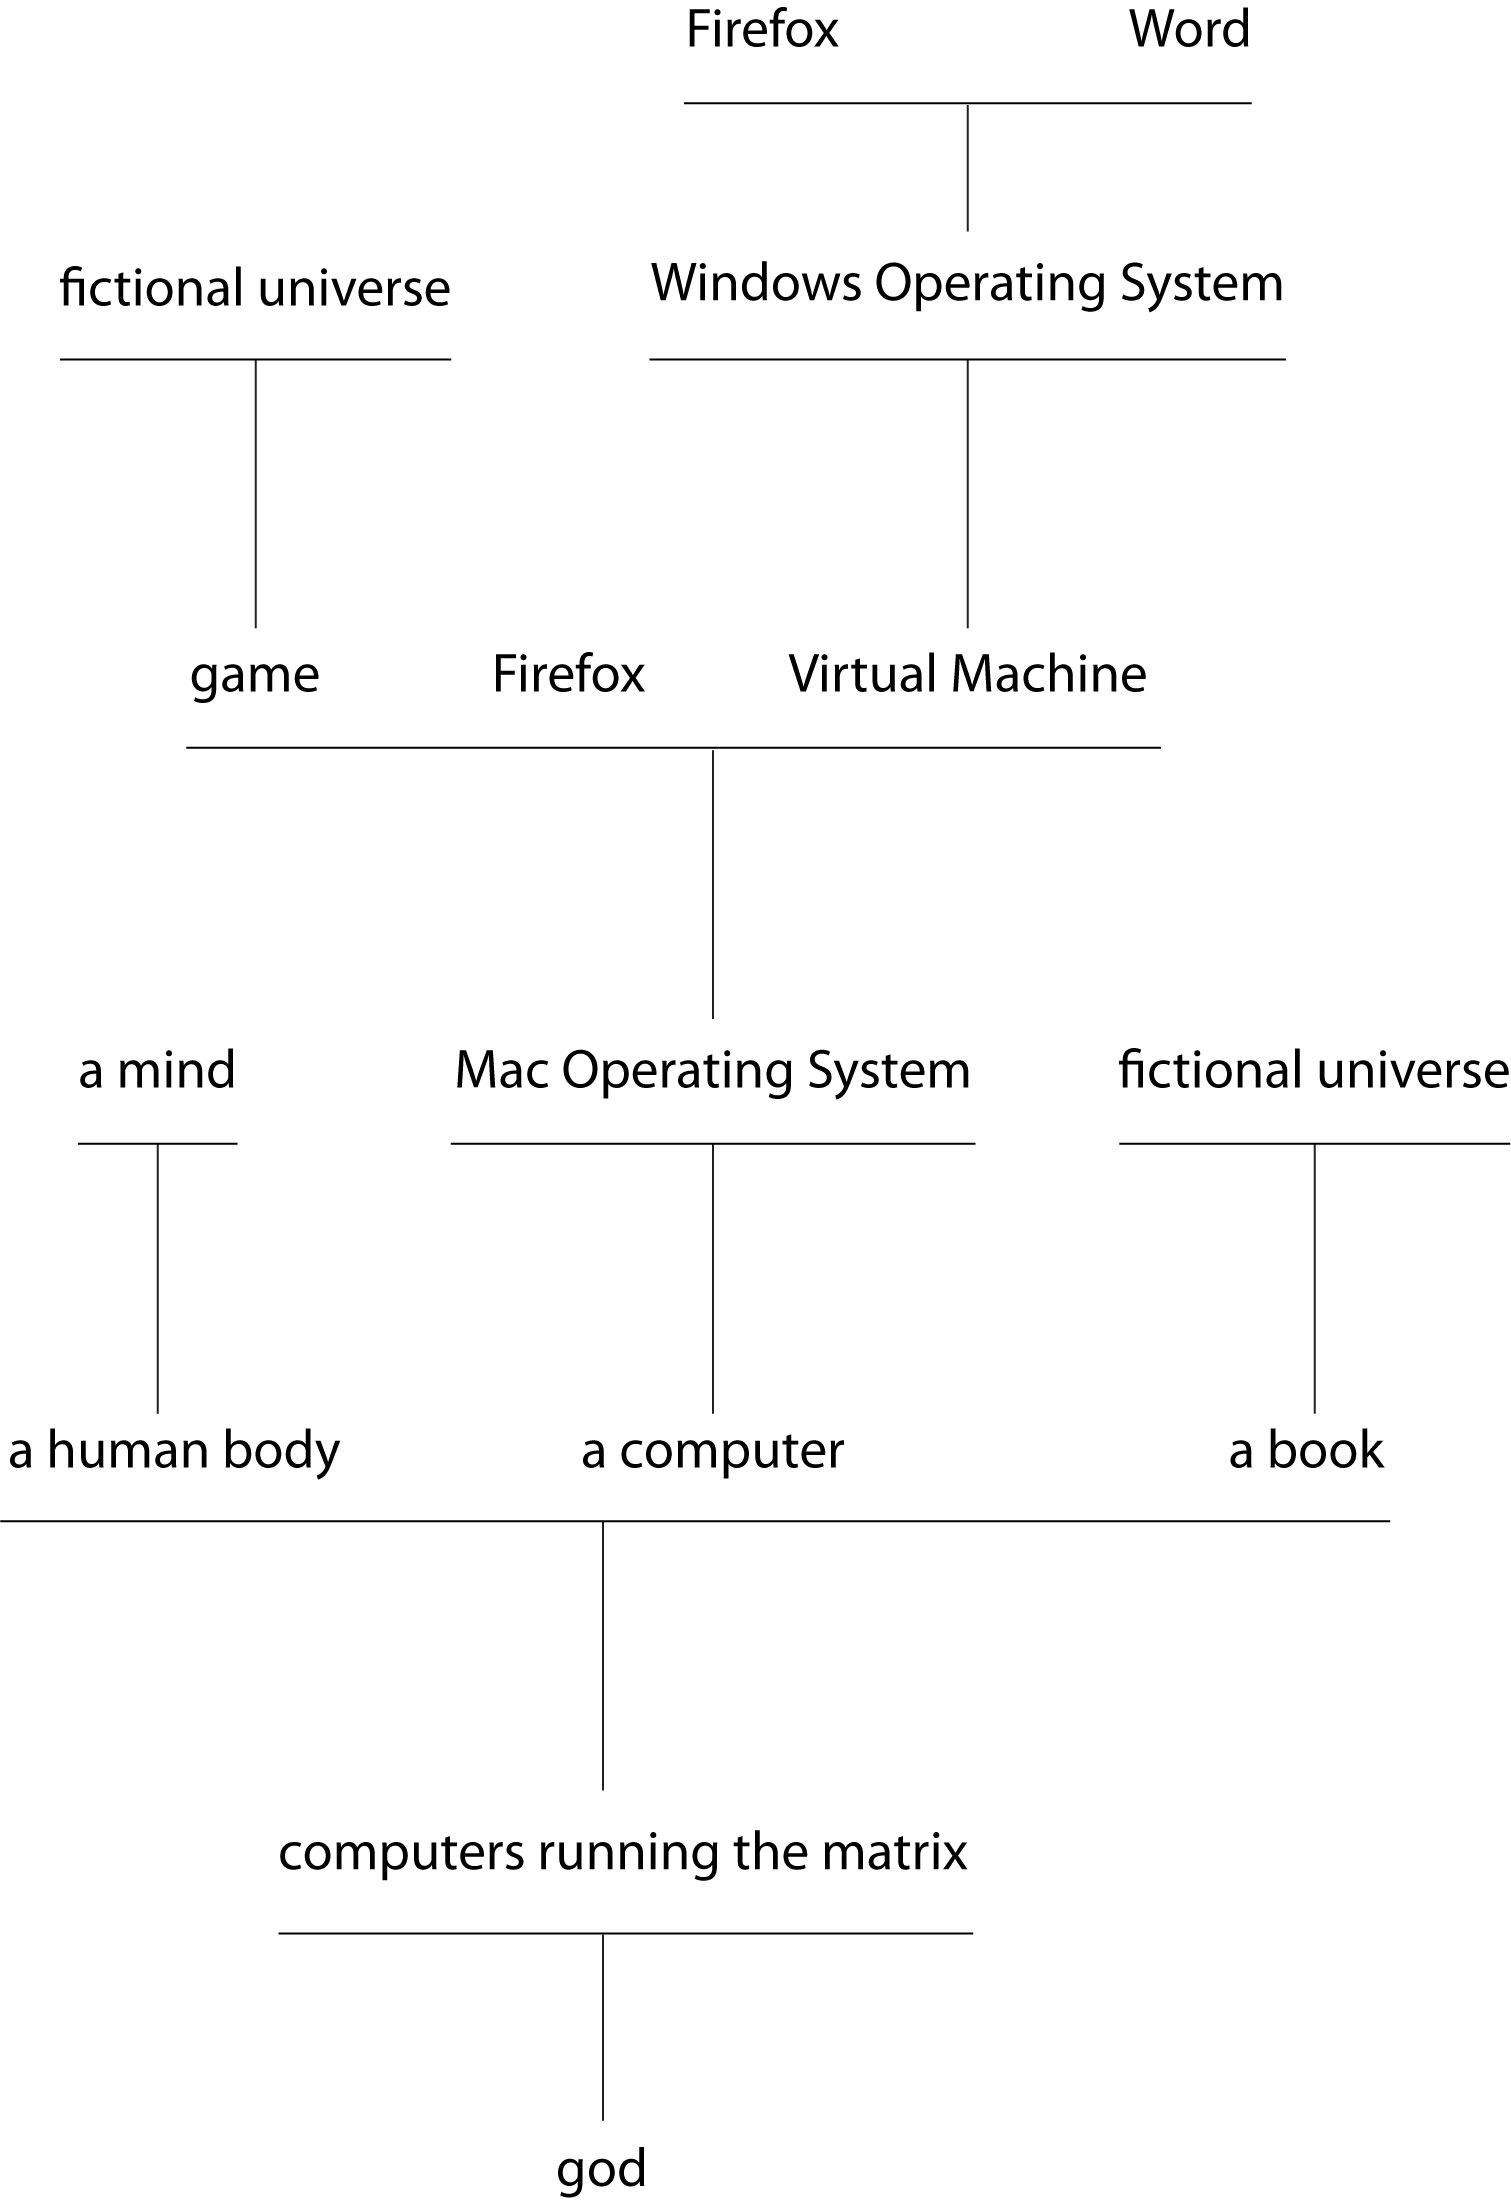 Firefox Word
fictional universe Windows Operating System
game Firefox Virtual Machine
a mind Mac Operating System fictional universe
a human body a computer a book
computers running the matrix
god